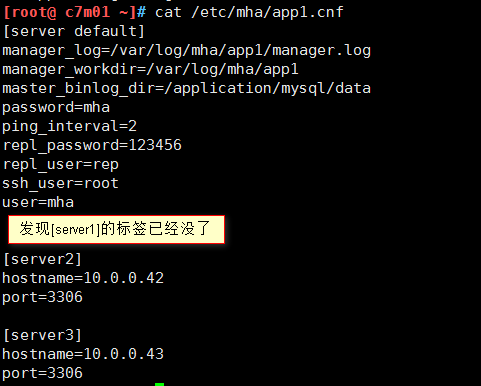 [root@ c7m01 ~]# cat /etc/mha/app1.cnf
[server default]
manager_log=/var/log/mha/app1/manager.log
manager_workdir=/var/log/mha/app1
master_binlog_dir=/application/mysql/data
password=mha
ping_interval=2
repl_password=123456
repl_user=rep
ssh_user=root
user=mha
发现[server1]的标签已经没了
[server2]
hostname=10.0.0.42
port=3306
[server3]
hostname=10.0.0.43
port=3306